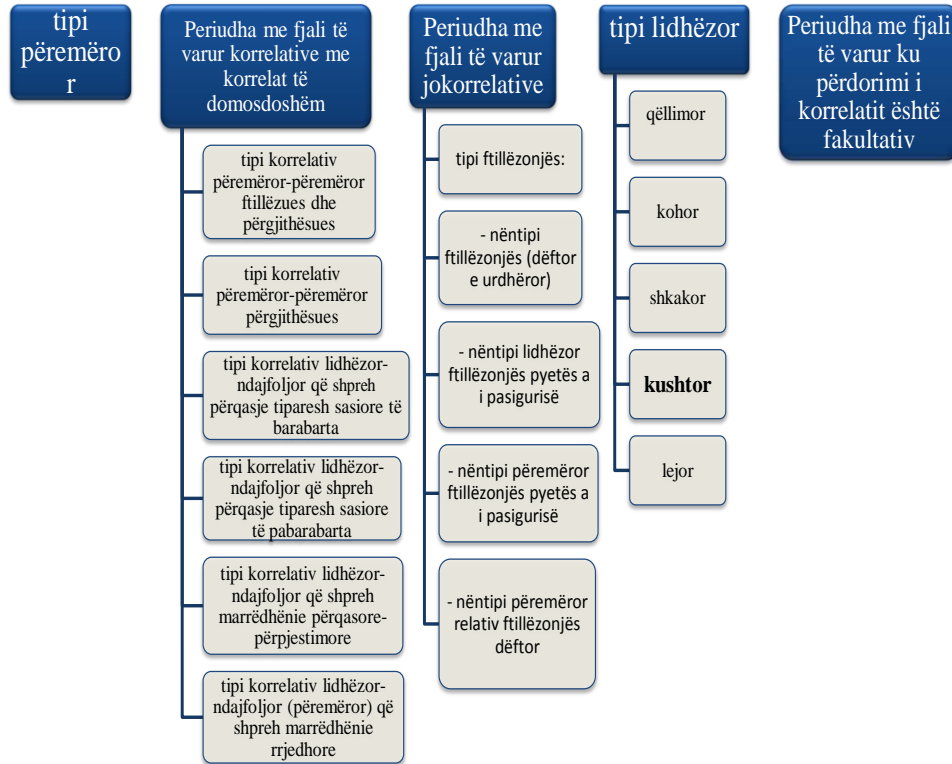 tipi
përemëro
r
Periudha me fjali të
varur korrelative me
korrelat të
domosdoshëm
tipi korrelativ
përemëror-përemëror
ftillëzues dhe
përgjithësues
tipi korrelativ
përemëror-përemëror
përgjithësues
tipi korrelativ lidhëzor-
ndajfoljor që shpreh
përqasje tiparesh sasiore të
barabarta
tipi korrelativ lidhëzor-
ndajfoljor që shpreh
përqasje tiparesh sasiore
të pabarabarta
tipi korrelativ lidhëzor-
ndajfoljor që shpreh
marrëdhënie përqasore-
përpjestimore
tipi korrelativ lidhëzor-
ndajfoljor (përemëror) që
shpreh marrëdhënie
rrjedhore
Periudha me
fjali të varur
jokorrelative
tipi ftillëzonjës:
- nëntipi
ftillëzonjës (dëftor
e urdhëror)
- nëntipi lidhëzor
ftillëzonjës pyetës a
i pasigurisë
- nëntipi përemëror
ftillëzonjës pyetës a
i pasigurisë
- nëntipi përemëror
relativ ftillëzonjës
dëftor
tipi lidhëzor
qëllimor
kohor
shkakor
kushtor
lejor
Periudha me fjali
të varur ku
përdorimi i
korrelatit është
fakultativ